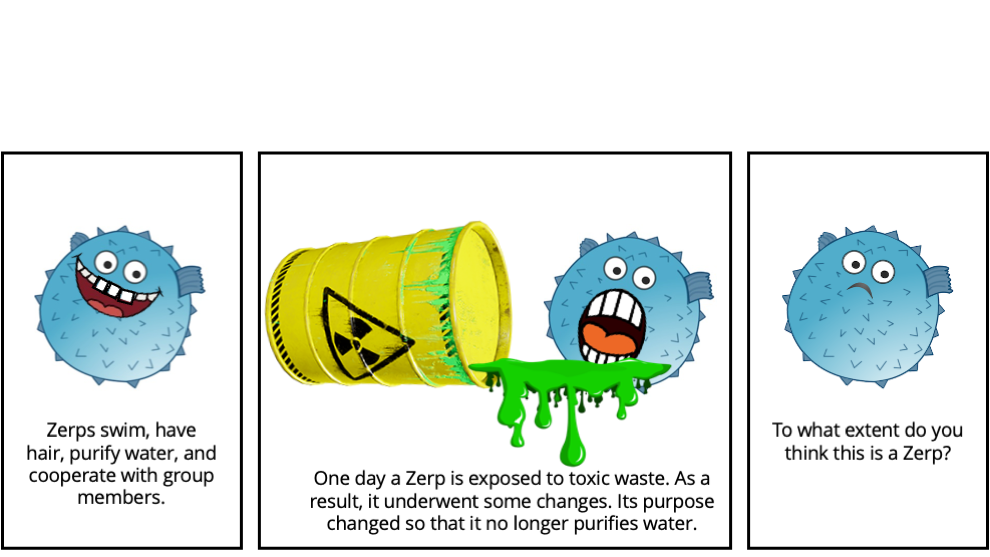 Zerps swim, have
hair, purify water, and
cooperate with group
members.
One day a Zerp is exposed to toxic waste. As a
result, it underwent some changes. Its purpose
changed so that it no longer purifies water.
To what extent do you
think this is a Zerp?